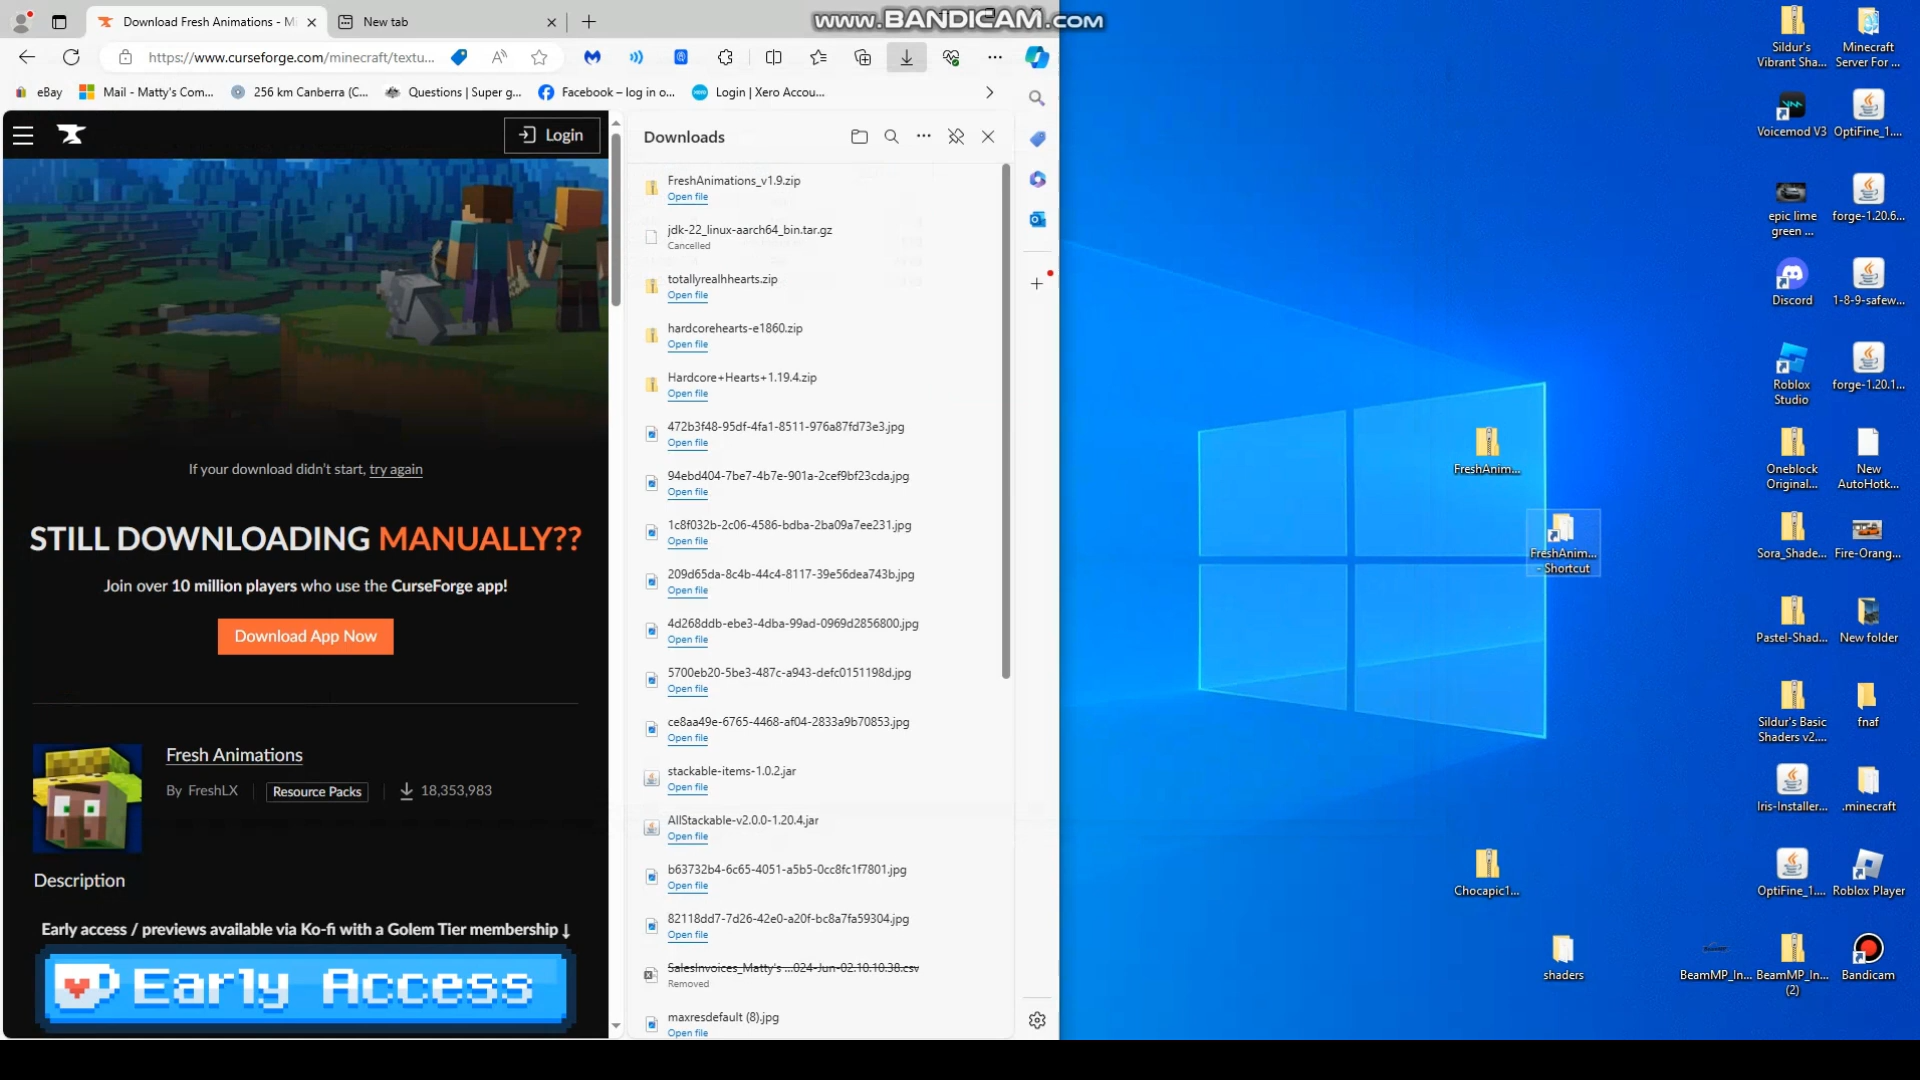 Download Fresh Animations - Mi
New tab
www.BANDICAM.com
https://www.curseforge.com/minecraft/textu...
eBay
Mail - Matty's Com...
256 km Canberra (C...
Questions | Super g...
Facebook – log in o...
Login | Xero Accou...
Login
If your download didn't start, try again
STILL DOWNLOADING MANUALLY??
Join over 10 million players who use the CurseForge app!
Download App Now
Fresh Animations
By FreshLX
Resource Packs
18,353,983
Description
Early access / previews available via Ko-fi with a Golem Tier membership ↓
Early Access
Downloads
FreshAnimations_v1.9.zip
Open file
jdk-22_linux-aarch64_bin.tar.gz
Cancelled
totallyrealhhearts.zip
Open file
hardcorehearts-e1860.zip
Open file
Hardcore+Hearts+1.19.4.zip
Open file
472b3f48-95df-4fa1-8511-976a87fd73e3.jpg
Open file
94ebd404-7be7-4b7e-901a-2cef9bf23cda.jpg
Open file
1c8f032b-2c06-4586-bdba-2ba09a7ee231.jpg
Open file
209d65da-8c4b-44c4-8117-39e56dea743b.jpg
Open file
4d268ddb-ebe3-4dba-99ad-0969d2856800.jpg
Open file
5700eb20-5be3-487c-a943-defc0151198d.jpg
Open file
ce8aa49e-6765-4468-af04-2833a9b70853.jpg
Open file
stackable-items-1.0.2.jar
Open file
AllStackable-v2.0.0-1.20.4.jar
Open file
b63732b4-6c65-4051-a5b5-0cc8fc1f7801.jpg
Open file
82118dd7-7d26-42e0-a20f-bc8a7fa59304.jpg
Open file
SalesInvoices_Matty's ...024-Jun-02.10.10.38.csv
Removed
maxresdefault (8).jpg
Open file
FreshAnim...
FreshAnim...
- Shortcut
Chocapic1...
shaders
BeamMP_In...
Sildur's
Vibrant Sha...
Voicemod V3
epic lime
green ...
Discord
Roblox
Studio
Oneblock
Original...
Sora_Shade...
Pastel-Shad...
Sildur's Basic
Shaders v2....
Iris-Installer...
OptiFine_1....
BeamMP_In...
(2)
Minecraft
Server For ...
OptiFine_1....
forge-1.20.6...
1-8-9-safew...
forge-1.20.1...
New
AutoHotk...
Fire-Orang...
New folder
fnaf
.minecraft
Roblox Player
Bandicam